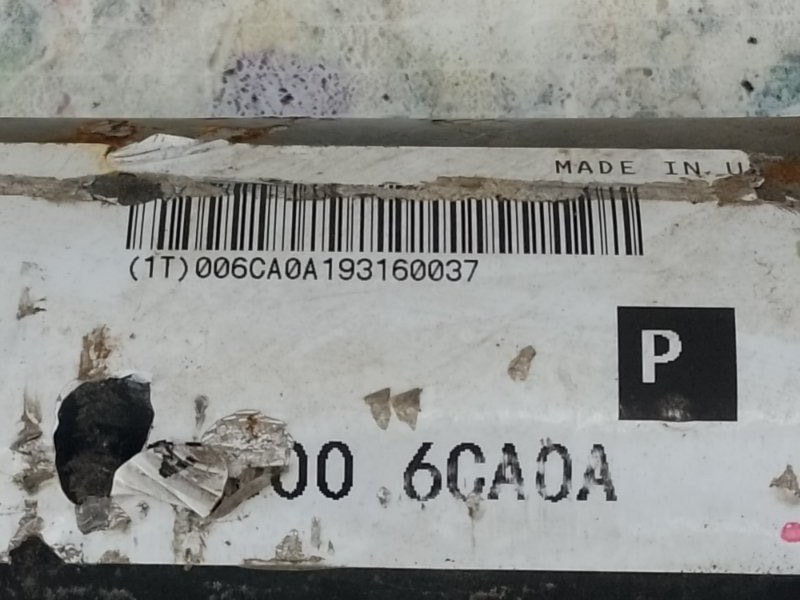 MADE IN U
(1T)006CA0A193160037
P
00 6CA0A